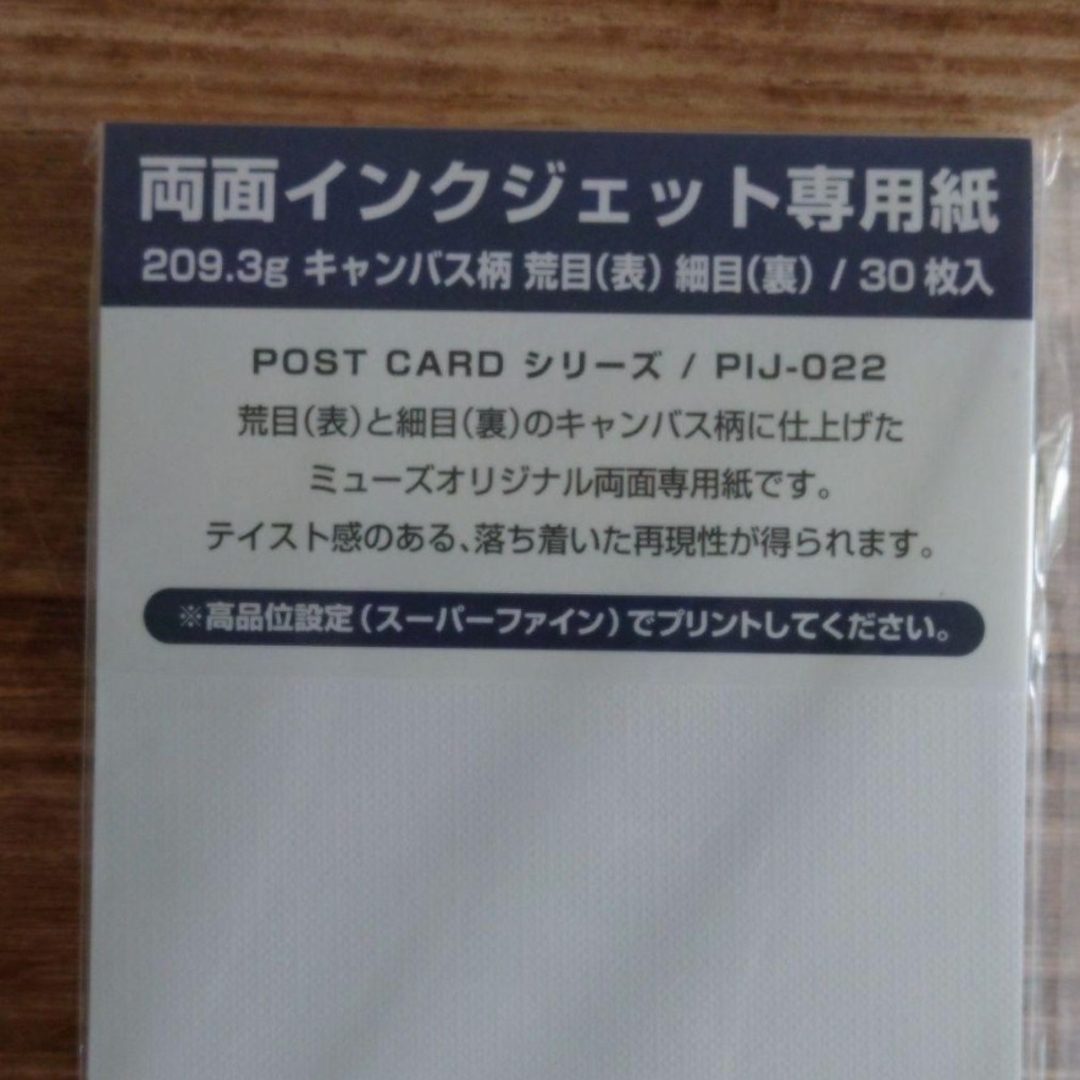 両面インクジェット専用紙
209.3g キャンバス柄 荒目(表) 細目(裏) / 30枚入
POST CARD シリーズ / PIJ-022
荒目(表)と細目(裏)のキャンバス柄に仕上げた
ミューズオリジナル両面専用紙です。
テイスト感のある、落ち着いた再現性が得られます。
※高品位設定(スーパーファイン)でプリントしてください。